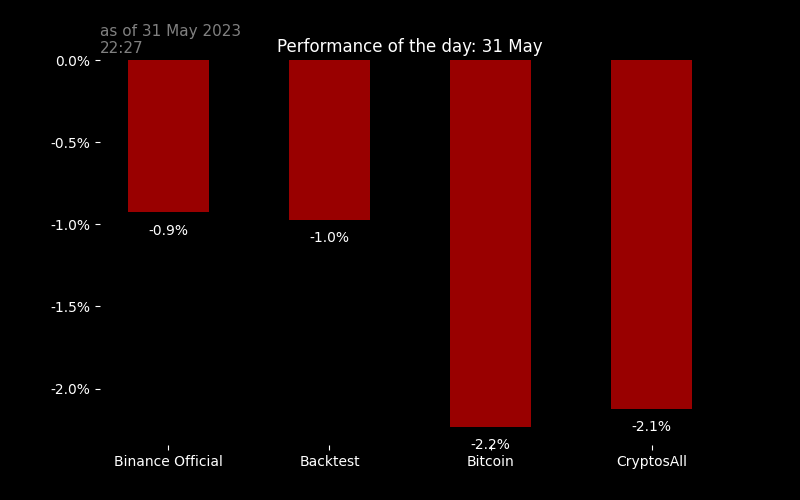 as of 31 May 2023
22:27
Performance of the day: 31 May
0.0%
-0.5%
-1.0%
-1.5%
-2.0%
-0.9%
-1.0%
-2.2%
-2.1%
Binance Official
Backtest
Bitcoin
CryptosAll